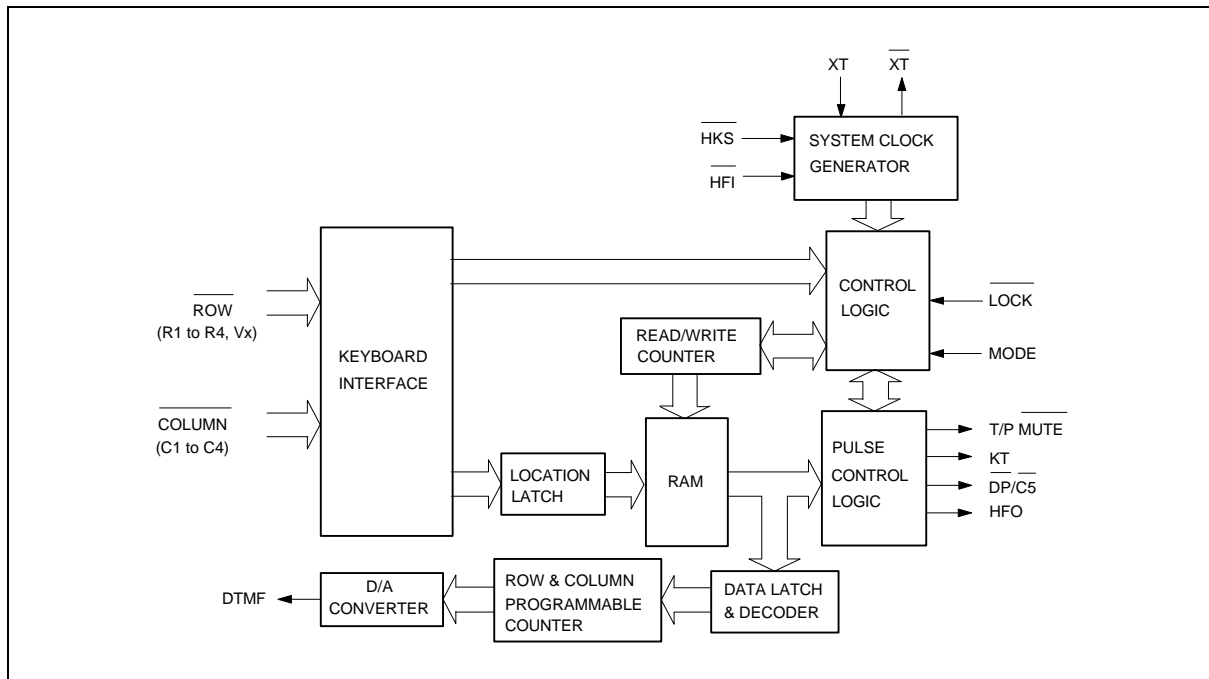 XT
XT
HKS
HFI
SYSTEM CLOCK
GENERATOR
ROW
(R1 to R4, Vx)
COLUMN
(C1 to C4)
KEYBOARD
INTERFACE
CONTROL
LOGIC
LOCK
MODE
READ/WRITE
COUNTER
LOCATION
LATCH
RAM
PULSE
CONTROL
LOGIC
T/P MUTE
KT
DP/C5
HFO
DTMF
D/A
CONVERTER
ROW & COLUMN
PROGRAMMABLE
COUNTER
DATA LATCH
& DECODER